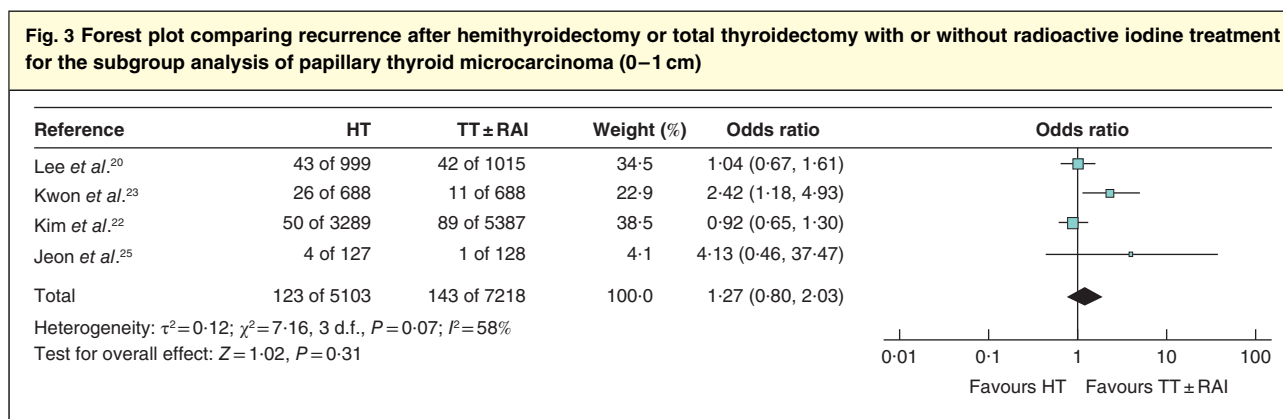 Fig. 3 Forest plot comparing recurrence after hemithyroidectomy or total thyroidectomy with or without radioactive iodine treatment
for the subgroup analysis of papillary thyroid microcarcinoma (0–1 cm)
Reference HT TT ± RAI Weight (%) Odds ratio Odds ratio
Lee et al.²⁰ 43 of 999 42 of 1015 34·5 1·04 (0·67, 1·61)
Kwon et al.²³ 26 of 688 11 of 688 22·9 2·42 (1·18, 4·93)
Kim et al.²² 50 of 3289 89 of 5387 38·5 0·92 (0·65, 1·30)
Jeon et al.²⁵ 4 of 127 1 of 128 4·1 4·13 (0·46, 37·47)
Total 123 of 5103 143 of 7218 100·0 1·27 (0·80, 2·03)
Heterogeneity: τ² = 0·12; χ² = 7·16, 3 d.f., P = 0·07; I² = 58%
Test for overall effect: Z = 1·02, P = 0·31
0·01 0·1 1 10 100
Favours HT Favours TT ± RAI